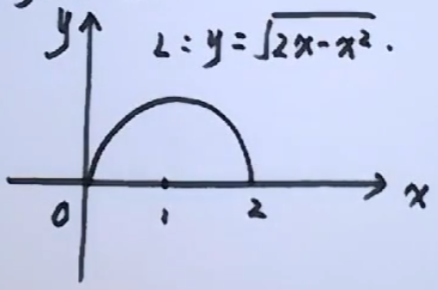 y L : y = √(2x-x²) .
0 1 2 x